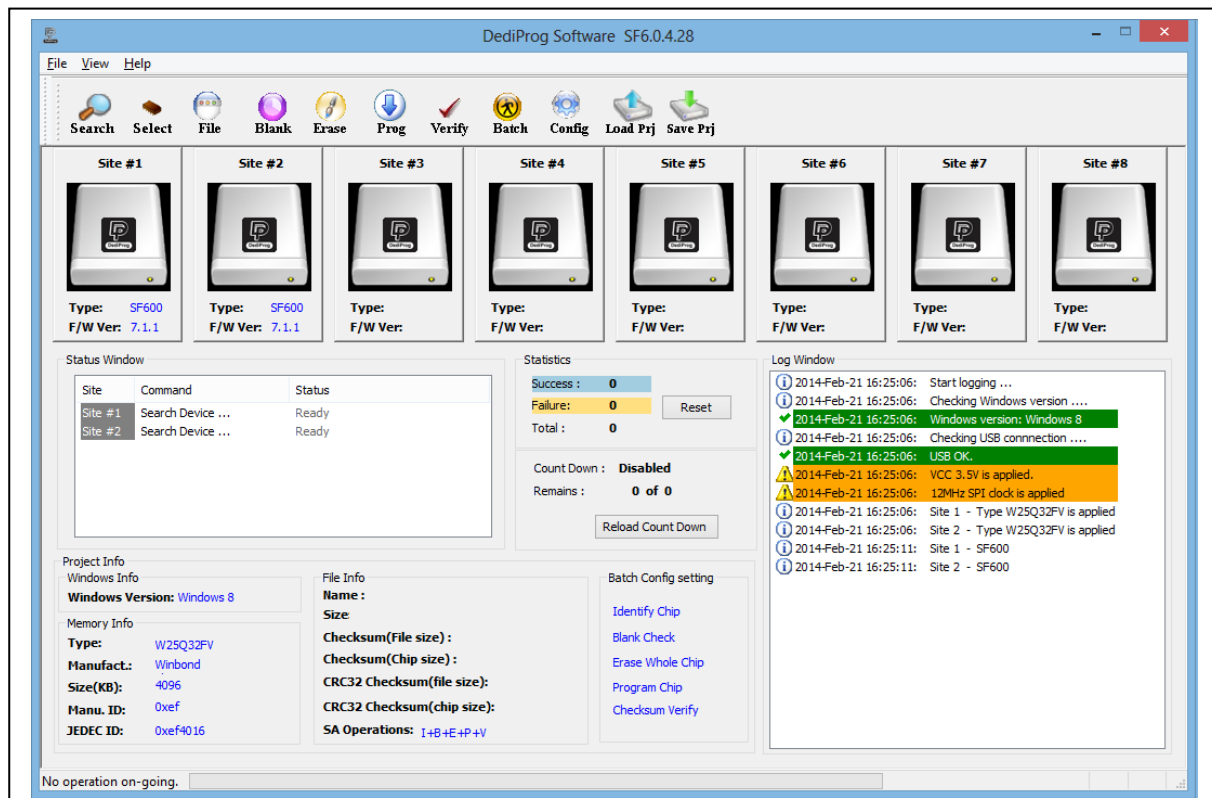 DediProg Software SF6.0.4.28
File View Help
Search Select File Blank Erase Prog Verify Batch Config Load Prj Save Prj
Site #1 Site #2 Site #3 Site #4 Site #5 Site #6 Site #7 Site #8
DediProg DediProg DediProg DediProg DediProg DediProg DediProg DediProg
Type: SF600 Type: SF600 Type: Type: Type: Type: Type: Type:
F/W Ver: 7.1.1 F/W Ver: 7.1.1 F/W Ver: F/W Ver: F/W Ver: F/W Ver: F/W Ver: F/W Ver:
Status Window
Site Command Status
Site #1 Search Device ... Ready
Site #2 Search Device ... Ready
Statistics
Success : 0
Failure: 0 Reset
Total : 0
Count Down : Disabled
Remains : 0 of 0
Reload Count Down
Log Window
2014-Feb-21 16:25:06: Start logging ...
2014-Feb-21 16:25:06: Checking Windows version ....
2014-Feb-21 16:25:06: Windows version: Windows 8
2014-Feb-21 16:25:06: Checking USB connnection ....
2014-Feb-21 16:25:06: USB OK.
2014-Feb-21 16:25:06: VCC 3.5V is applied.
2014-Feb-21 16:25:06: 12MHz SPI clock is applied
2014-Feb-21 16:25:06: Site 1 - Type W25Q32FV is applied
2014-Feb-21 16:25:06: Site 2 - Type W25Q32FV is applied
2014-Feb-21 16:25:11: Site 1 - SF600
2014-Feb-21 16:25:11: Site 2 - SF600
Project Info
Windows Info
Windows Version: Windows 8
Memory Info
Type: W25Q32FV
Manufact.: Winbond
Size(KB): 4096
Manu. ID: 0xef
JEDEC ID: 0xef4016
File Info
Name :
Size:
Checksum(File size) :
Checksum(Chip size) :
CRC32 Checksum(file size):
CRC32 Checksum(chip size):
SA Operations: I+B+E+P+V
Batch Config setting
Identify Chip
Blank Check
Erase Whole Chip
Program Chip
Checksum Verify
No operation on-going.